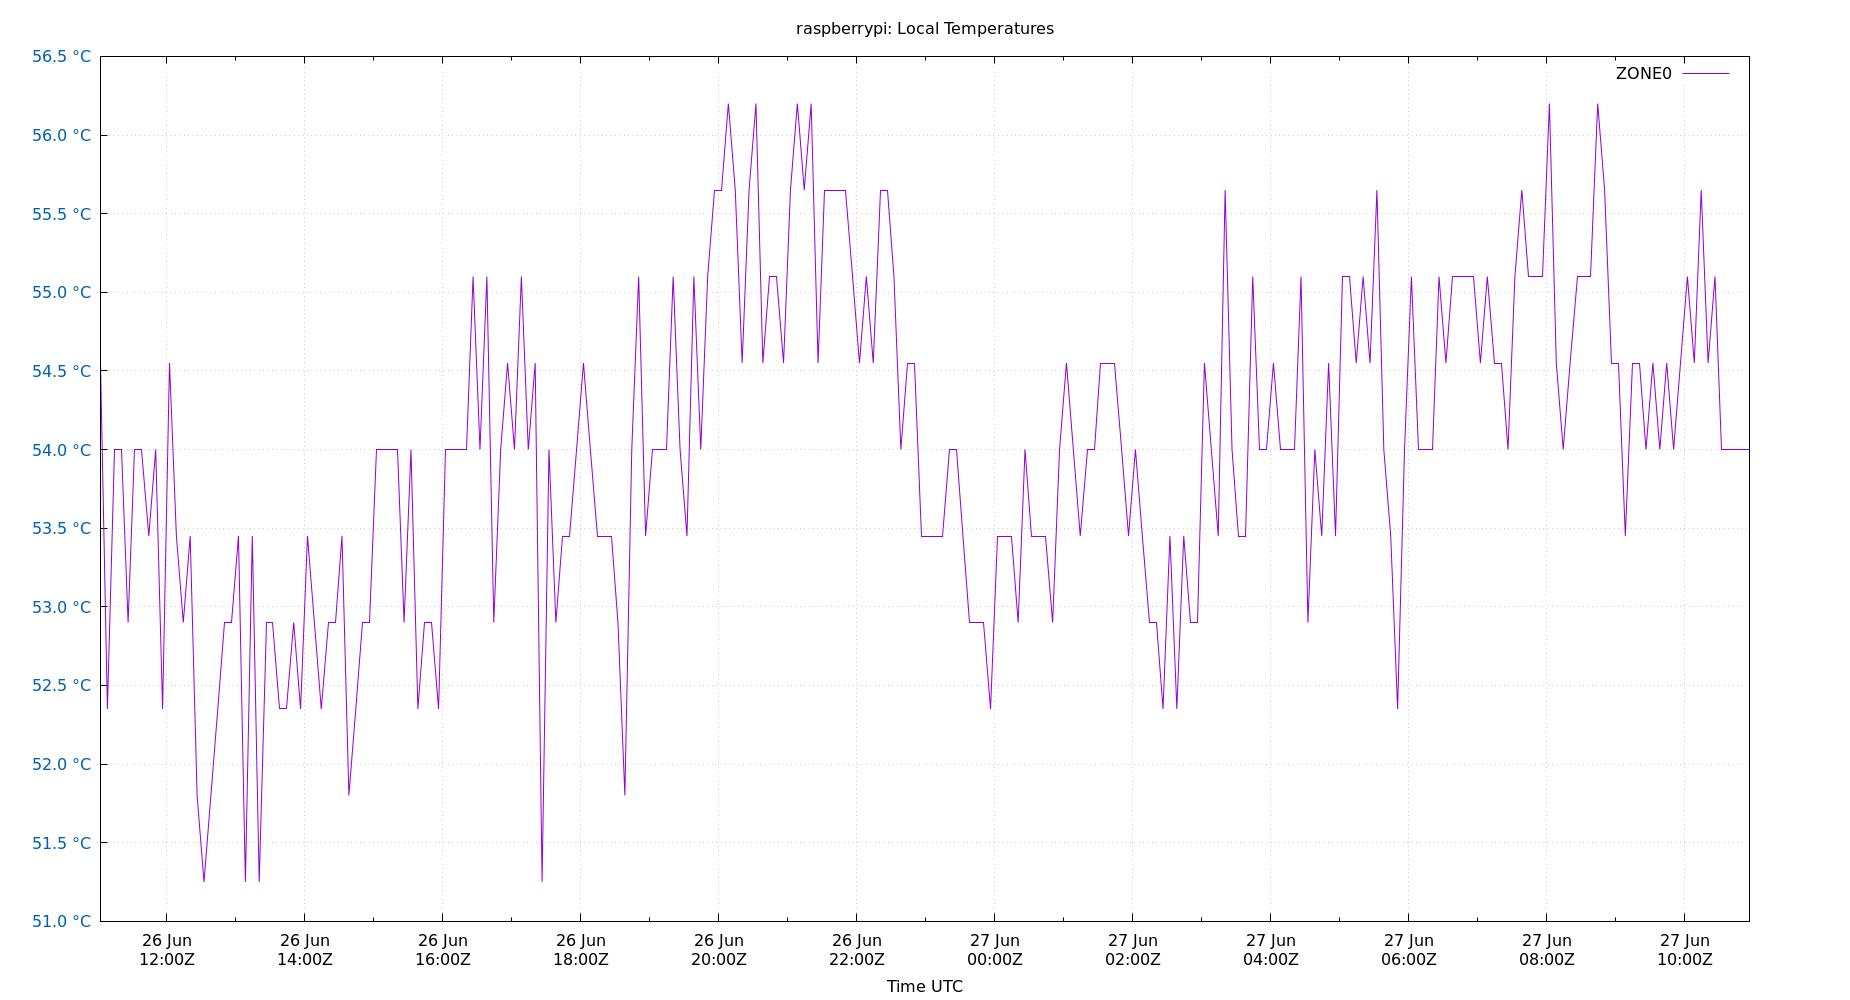 raspberrypi: Local Temperatures
56.5 °C
56.0 °C
55.5 °C
55.0 °C
54.5 °C
54.0 °C
53.5 °C
53.0 °C
52.5 °C
52.0 °C
51.5 °C
51.0 °C
ZONE0
26 Jun
12:00Z
26 Jun
14:00Z
26 Jun
16:00Z
26 Jun
18:00Z
26 Jun
20:00Z
26 Jun
22:00Z
27 Jun
00:00Z
27 Jun
02:00Z
27 Jun
04:00Z
27 Jun
06:00Z
27 Jun
08:00Z
27 Jun
10:00Z
Time UTC